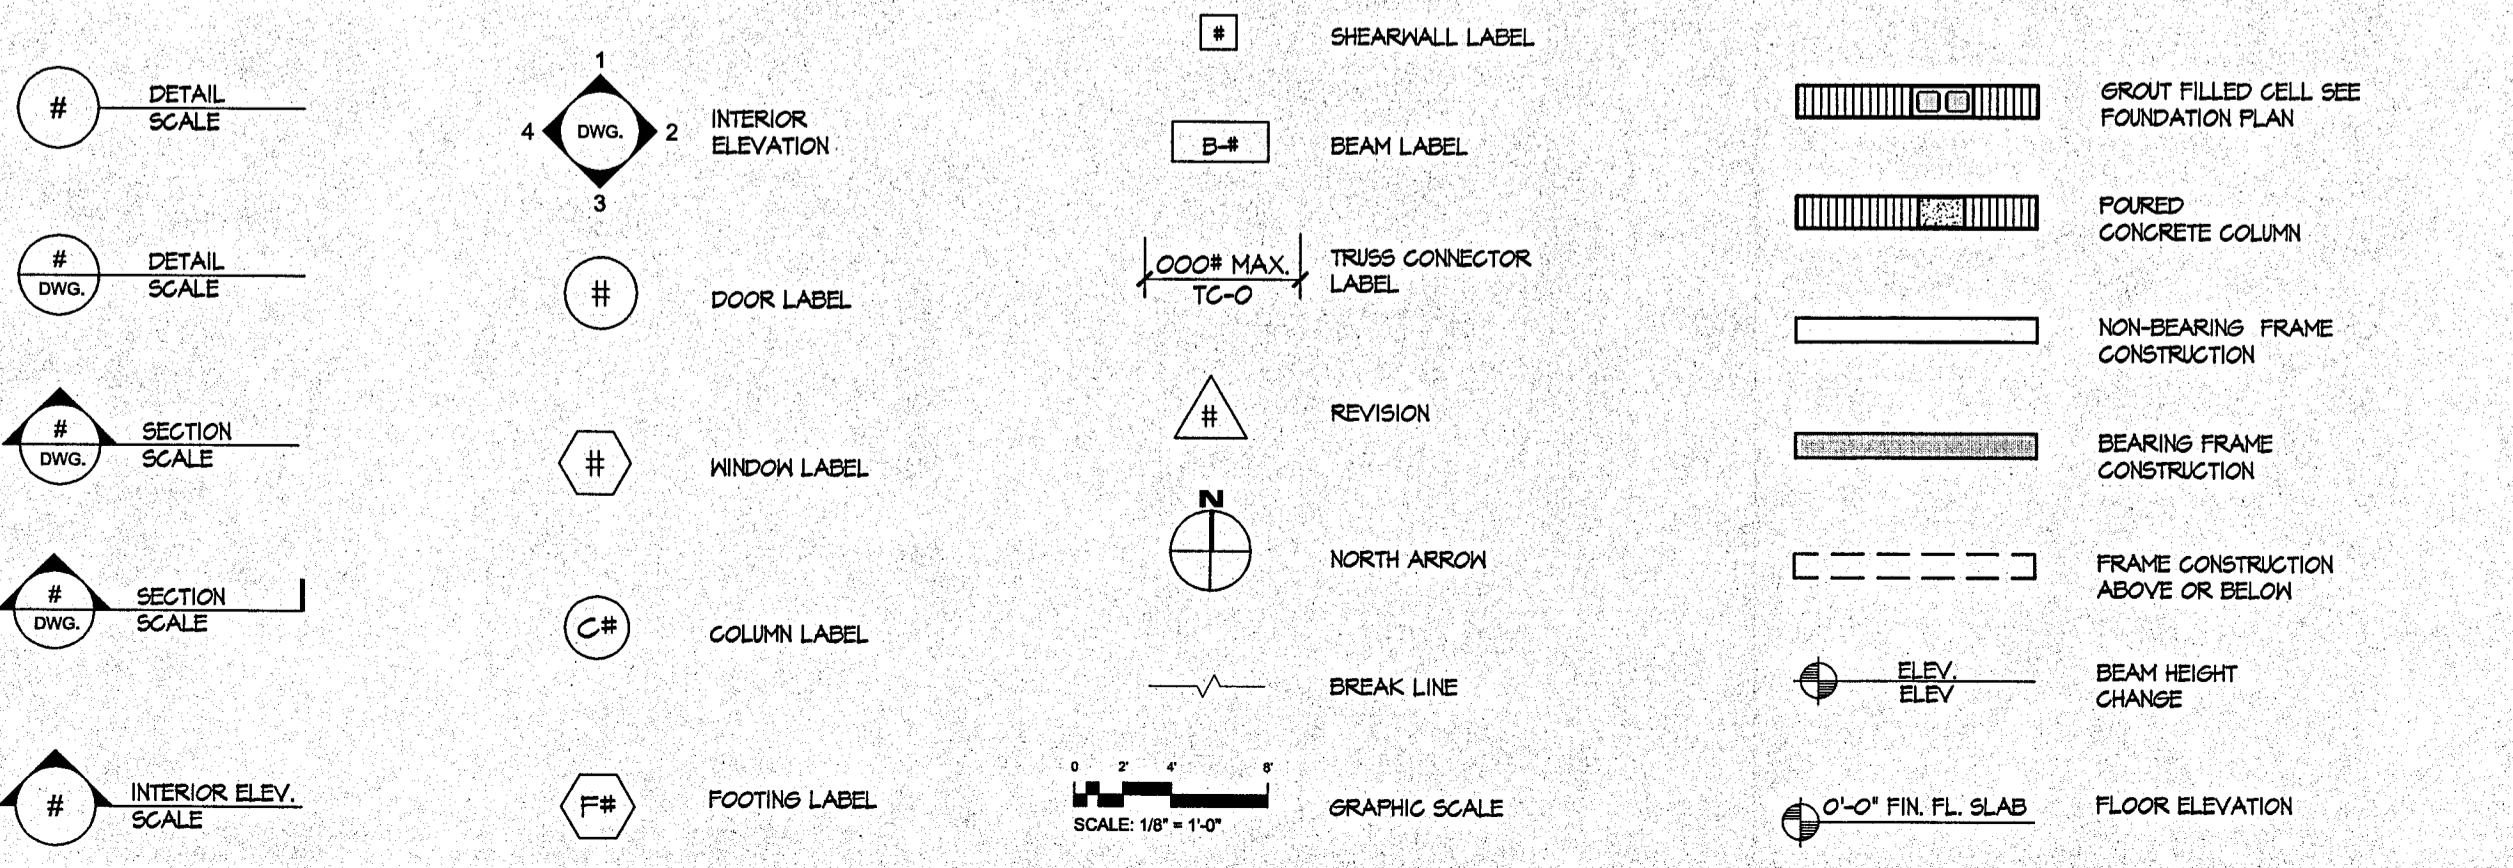 #
DETAIL
SCALE
#
DWG.
DETAIL
SCALE
#
DWG.
SECTION
SCALE
#
DWG.
SECTION
SCALE
#
INTERIOR ELEV.
SCALE
1
4
DWG.
2
3
INTERIOR
ELEVATION
#
DOOR LABEL
#
WINDOW LABEL
C#
COLUMN LABEL
F#
FOOTING LABEL
#
SHEARWALL LABEL
B-#
BEAM LABEL
000# MAX.
TC-0
TRUSS CONNECTOR
LABEL
#
REVISION
N
NORTH ARROW
BREAK LINE
0 2' 4' 8'
SCALE: 1/8" = 1'-0"
GRAPHIC SCALE
GROUT FILLED CELL SEE
FOUNDATION PLAN
POURED
CONCRETE COLUMN
NON-BEARING FRAME
CONSTRUCTION
BEARING FRAME
CONSTRUCTION
FRAME CONSTRUCTION
ABOVE OR BELOW
ELEV.
ELEV
BEAM HEIGHT
CHANGE
0'-0" FIN. FL. SLAB
FLOOR ELEVATION